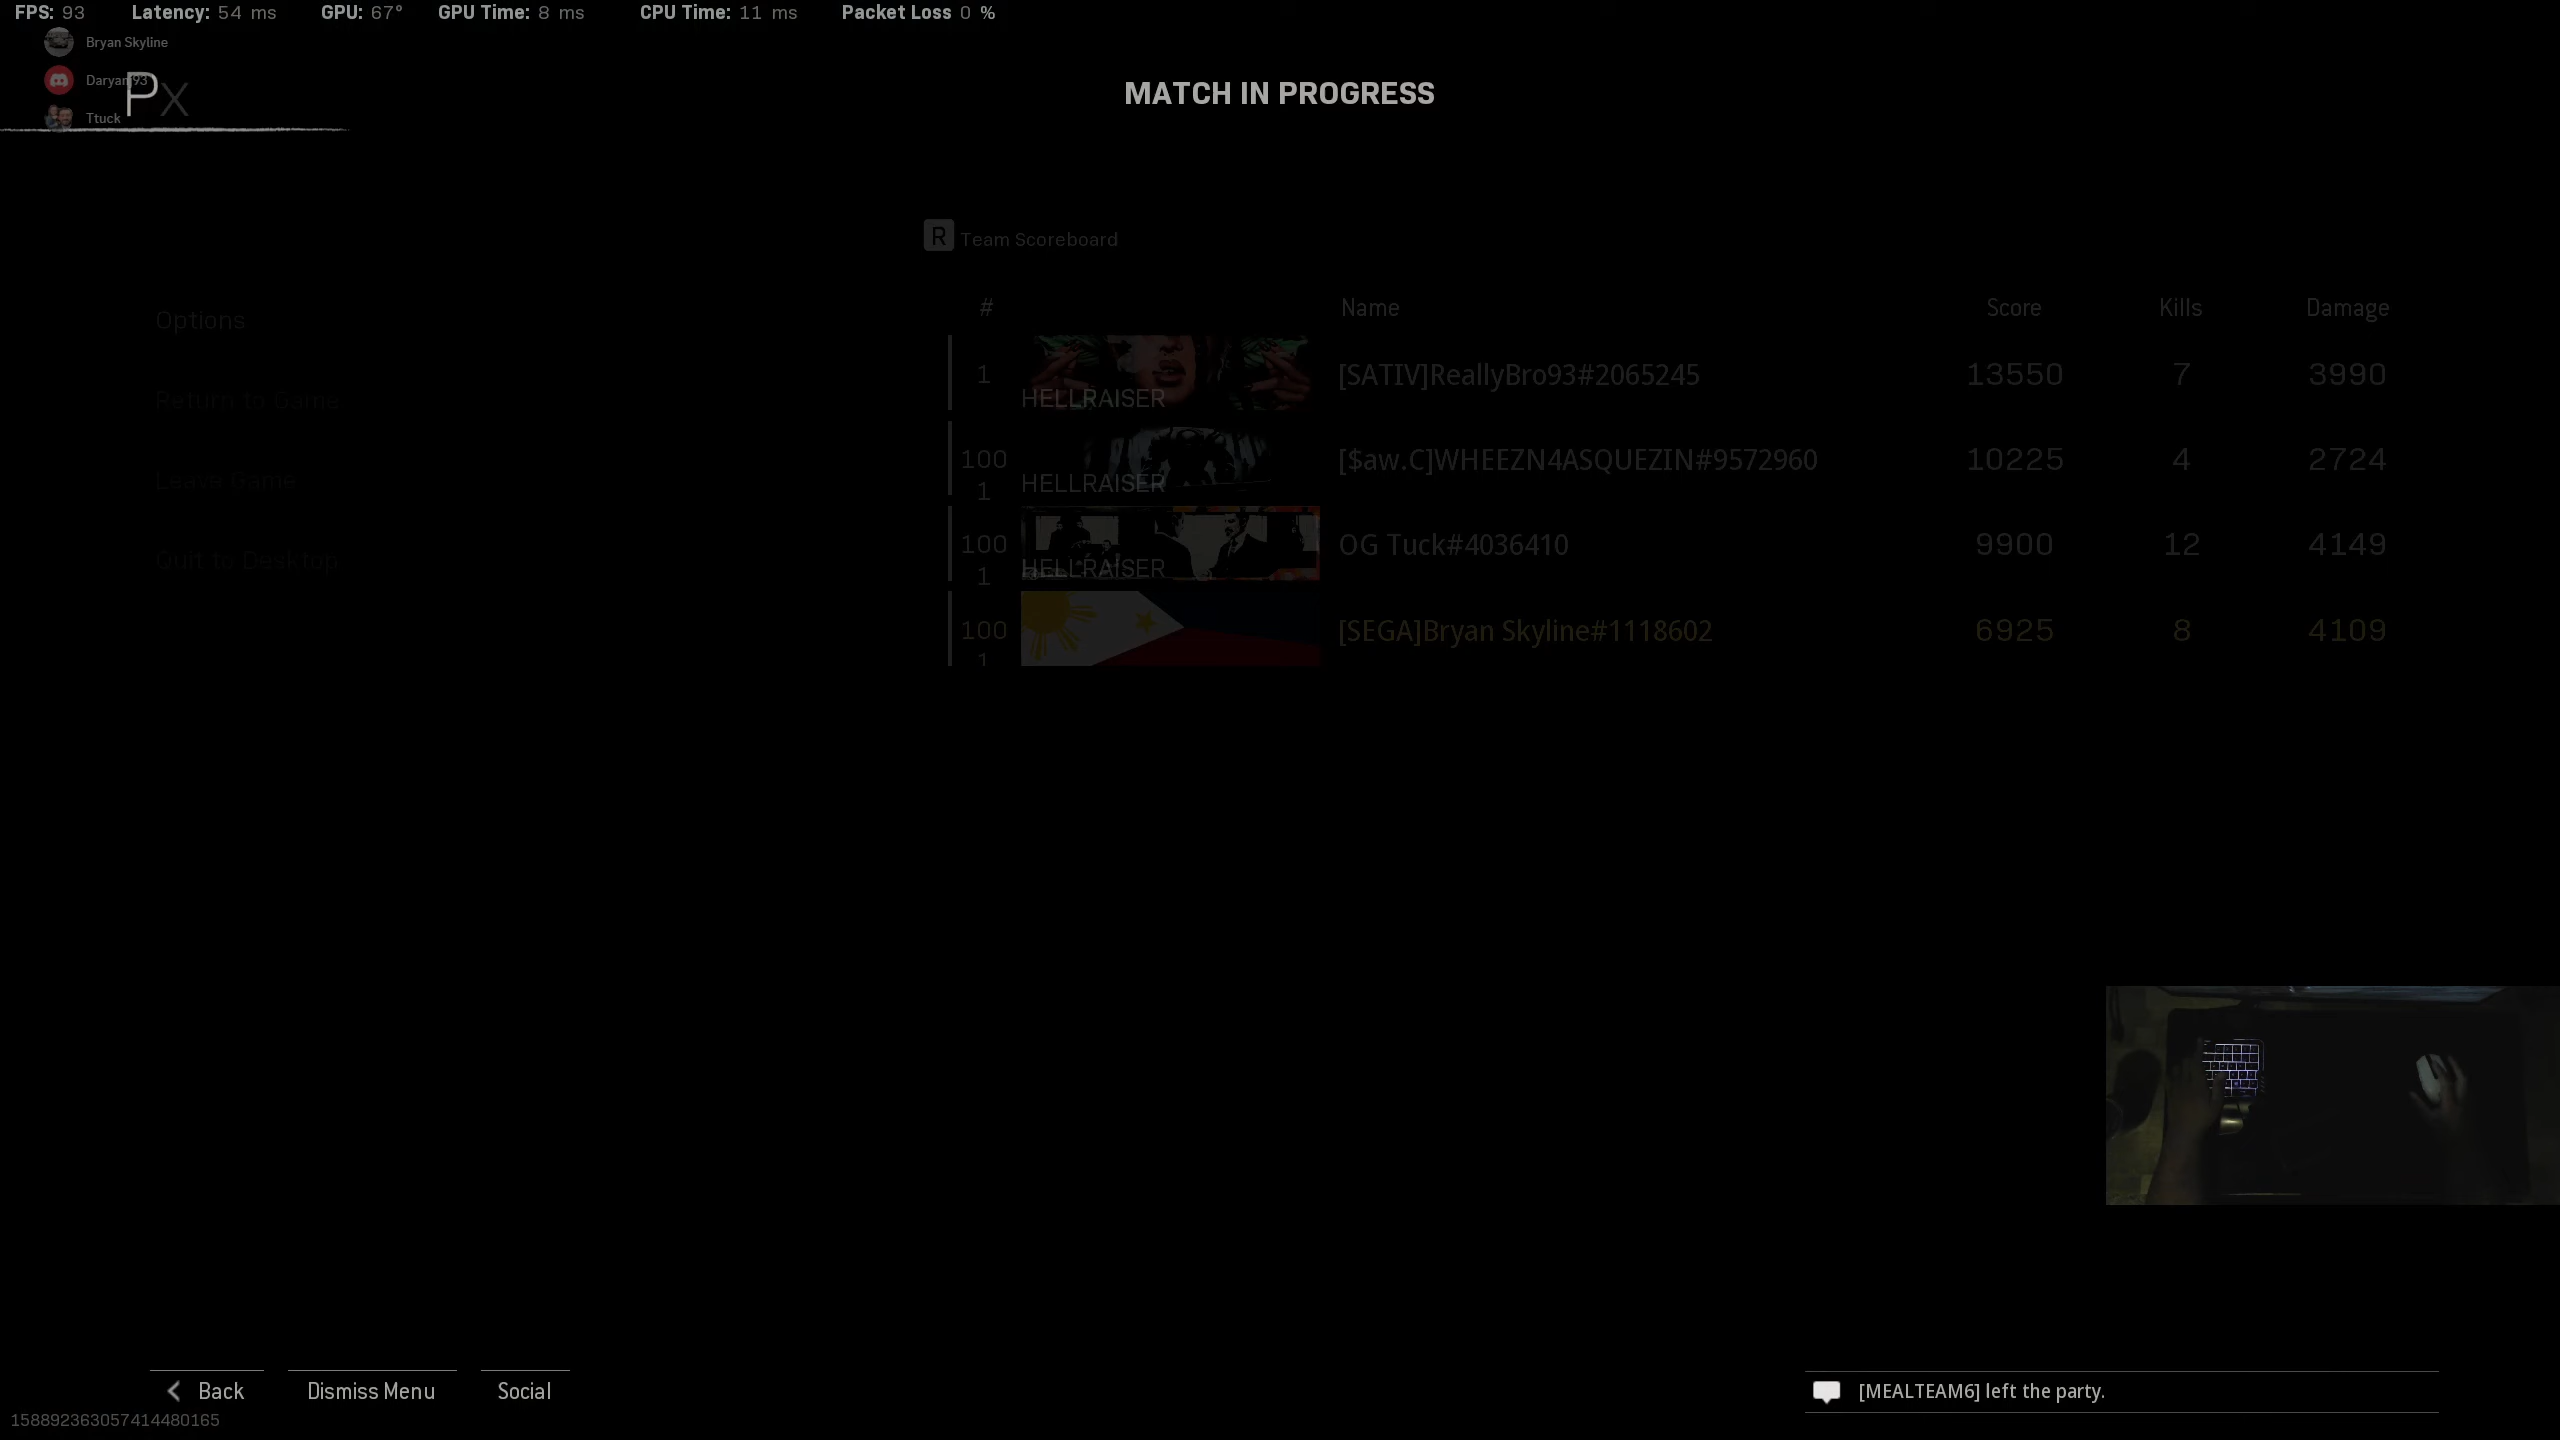 FPS: 93 Latency: 54 ms GPU: 67° GPU Time: 8 ms CPU Time: 11 ms Packet Loss 0 %
Bryan Skyline
Daryanj93
Px
Ttuck
MATCH IN PROGRESS
R Team Scoreboard
# Name Score Kills Damage
Options
Return to Game
Leave Game
Quit to Desktop
1 HELLRAISER [SATIV]ReallyBro93#2065245 13550 7 3990
100 1 HELLRAISER [$aw.C]WHEEZN4ASQUEZIN#9572960 10225 4 2724
100 1 HELLRAISER OG Tuck#4036410 9900 12 4149
100 1 [SEGA]Bryan Skyline#1118602 6925 8 4109
Back Dismiss Menu Social
[MEALTEAM6] left the party.
158892363057414480165